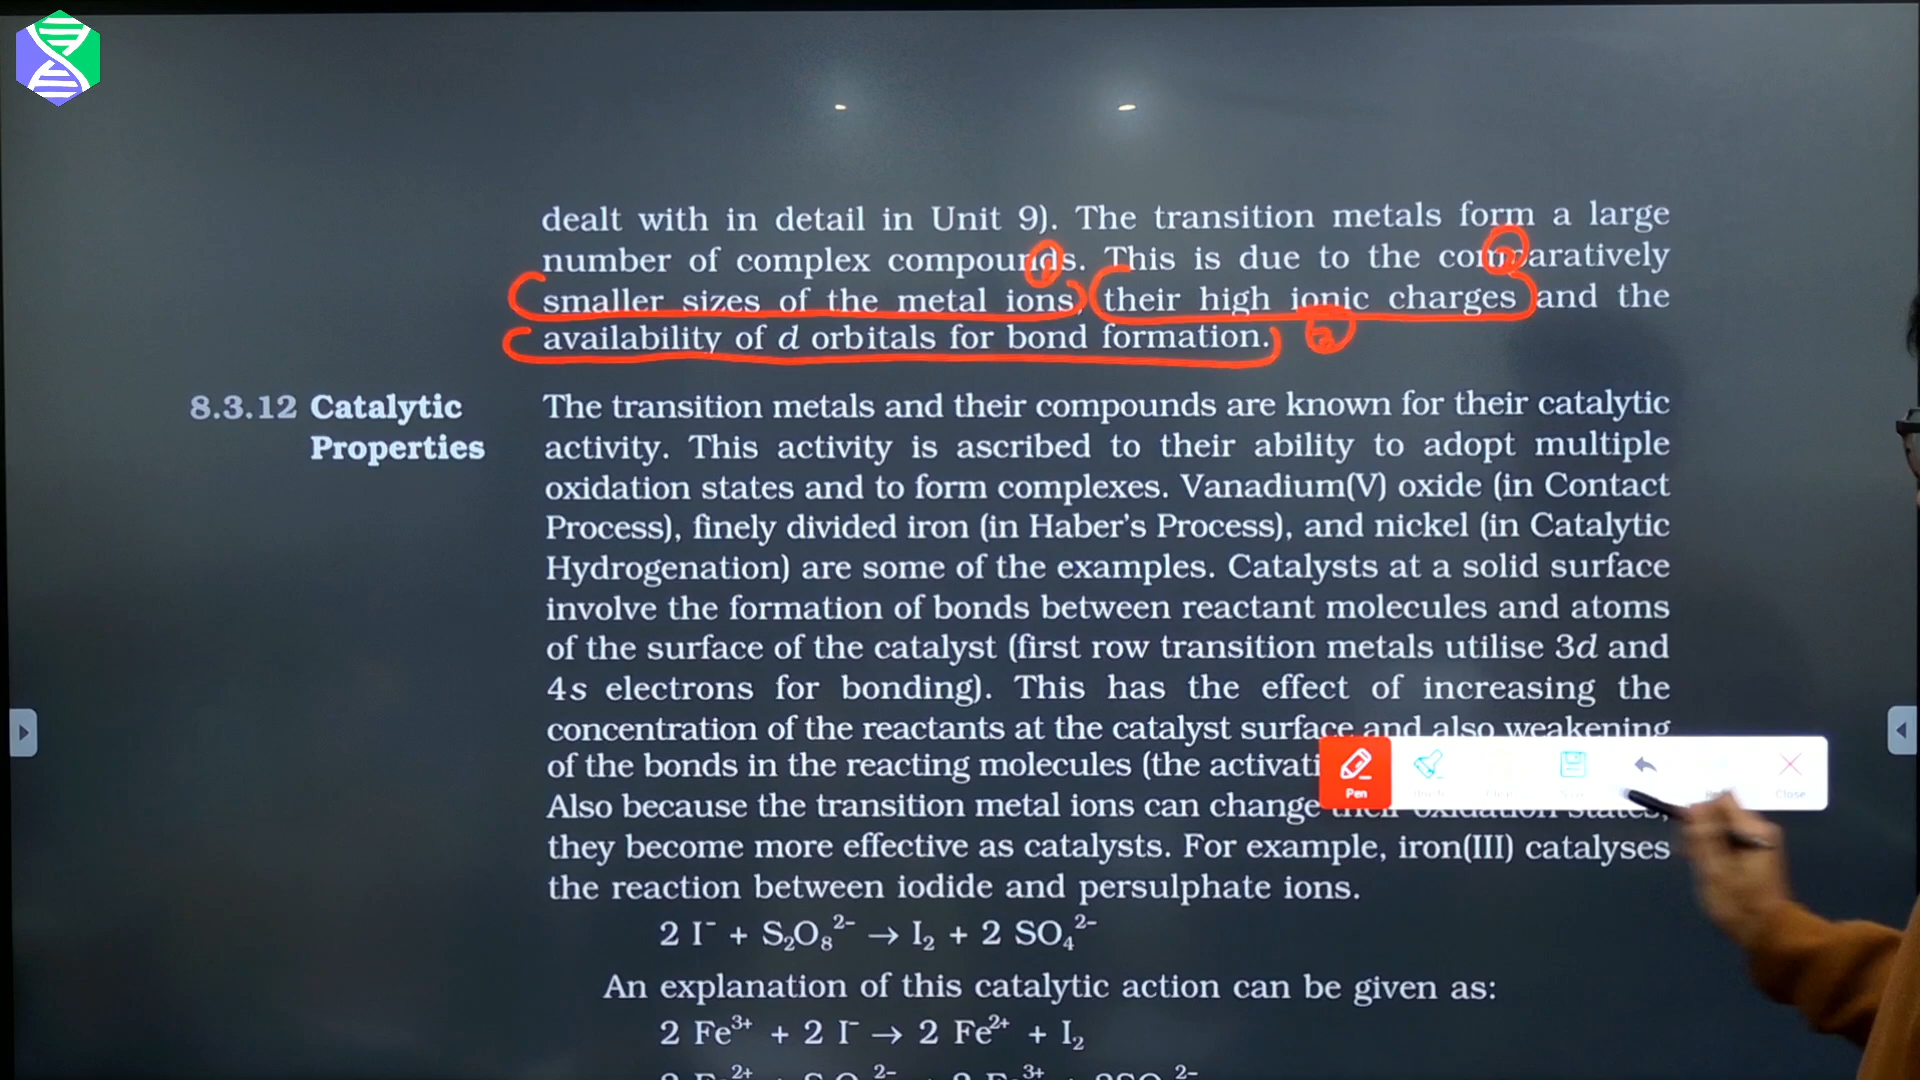 dealt with in detail in Unit 9). The transition metals form a large
number of complex compounds. This is due to the comparatively
smaller sizes of the metal ions, their high ionic charges and the
availability of d orbitals for bond formation.
8.3.12 Catalytic Properties
The transition metals and their compounds are known for their catalytic
activity. This activity is ascribed to their ability to adopt multiple
oxidation states and to form complexes. Vanadium(V) oxide (in Contact
Process), finely divided iron (in Haber's Process), and nickel (in Catalytic
Hydrogenation) are some of the examples. Catalysts at a solid surface
involve the formation of bonds between reactant molecules and atoms
of the surface of the catalyst (first row transition metals utilise 3d and
4s electrons for bonding). This has the effect of increasing the
concentration of the reactants at the catalyst surface and also weakening
of the bonds in the reacting molecules (the
Also because the transition metal ions can change their oxidation states,
they become more effective as catalysts. For example, iron(III) catalyses
the reaction between iodide and persulphate ions.
2 I⁻ + S₂O₈²⁻ → I₂ + 2 SO₄²⁻
An explanation of this catalytic action can be given as:
2 Fe³⁺ + 2 I⁻ → 2 Fe²⁺ + I₂
Pen
Close